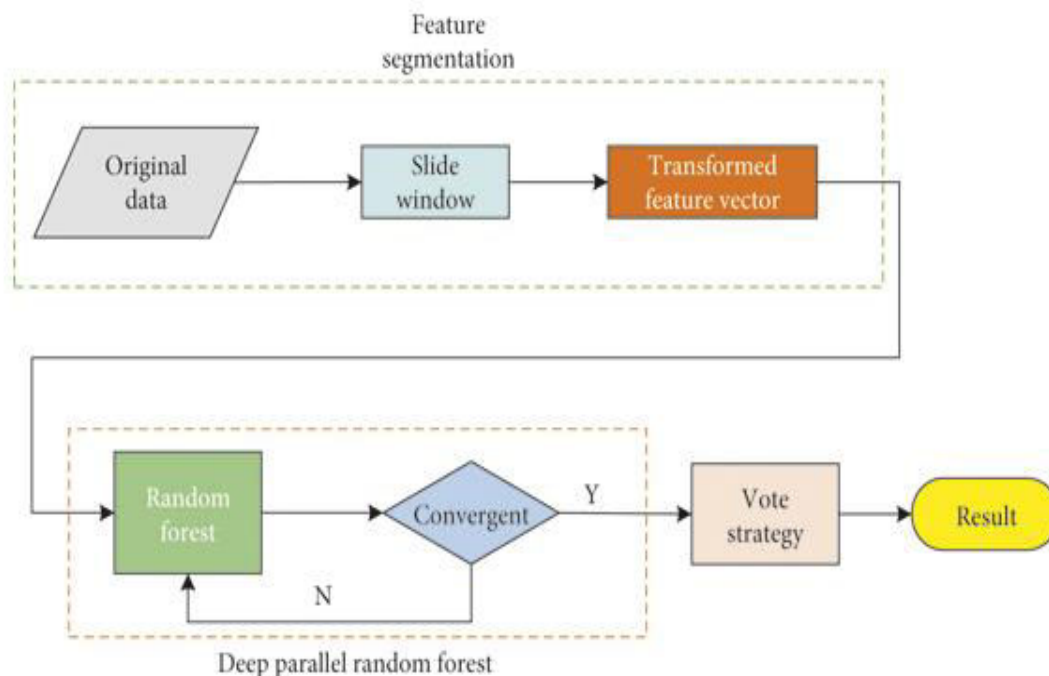 Feature
segmentation
Original
data
Slide
window
Transformed
feature vector
Random
forest
Convergent
Y
N
Vote
strategy
Result
Deep parallel random forest